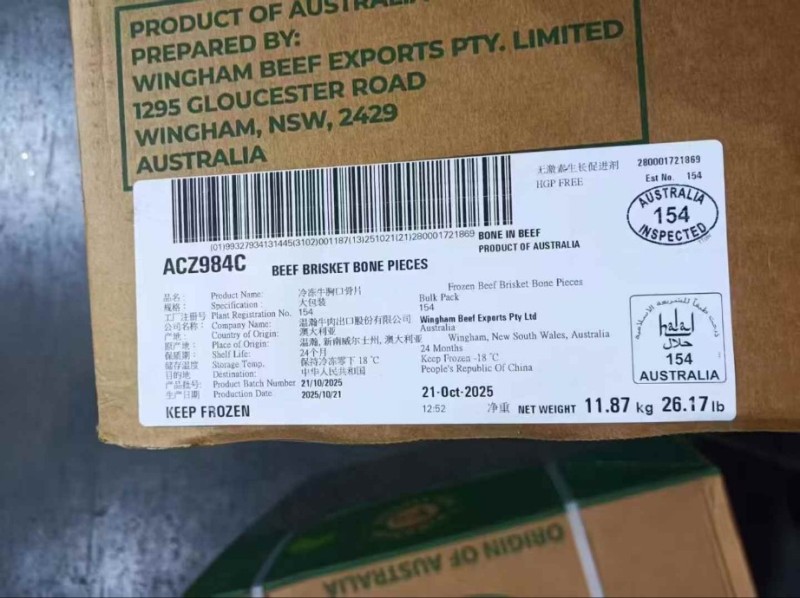 PRODUCT OF AUSTRALIA
PREPARED BY:
WINGHAM BEEF EXPORTS PTY. LIMITED
1295 GLOUCESTER ROAD
WINGHAM, NSW, 2429
AUSTRALIA
无激素生长促进剂
HGP FREE
280001721869
Est No. 154
AUSTRALIA
154
INSPECTED
(01)99327934131445(3102)001187(13)251021(21)280001721869
BONE IN BEEF
PRODUCT OF AUSTRALIA
ACZ984C BEEF BRISKET BONE PIECES
品名: Product Name: 冷冻牛胸口骨片 Frozen Beef Brisket Bone Pieces
规格: Specification: 大包装 Bulk Pack
工厂注册号 Plant Registration No. 154 154
公司名称: Company Name: 温瀚牛肉出口股份有限公司 Wingham Beef Exports Pty Ltd
产地: Country of Origin: 澳大利亚 Australia
原产地: Place of Origin: 温瀚, 新南威尔士州, 澳大利亚 Wingham, New South Wales, Australia
保质期: Shelf Life: 24个月 24 Months
储存温度 Storage Temp. 保持冷冻零下 18 ℃ Keep Frozen -18 ℃
目的地 Destination: 中华人民共和国 People's Republic Of China
产品批号: Product Batch Number 21/10/2025
生产日期 Production Date: 2025/10/21 21-Oct-2025
KEEP FROZEN 12:52 净重 NET WEIGHT 11.87 kg 26.17 lb
halal
حلال
154
AUSTRALIA
ORIGIN OF AUSTRALIA